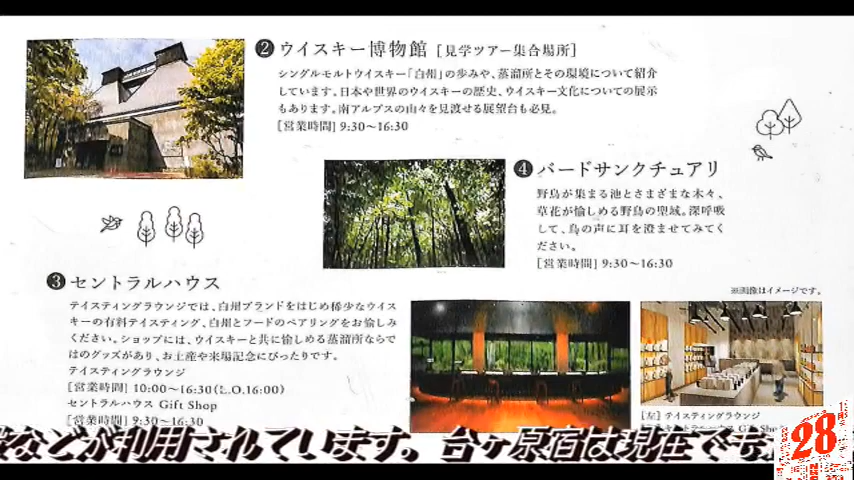 ❷ウイスキー博物館 [見学ツアー集合場所]
シングルモルトウイスキー「白州」の歩みや、蒸溜所とその環境について紹介
しています。日本や世界のウイスキーの歴史、ウイスキー文化についての展示
もあります。南アルプスの山々を見渡せる展望台も必見。
[営業時間] 9:30〜16:30
❹バードサンクチュアリ
野鳥が集まる池とさまざまな木々、
草花が愉しめる野鳥の聖域。深呼吸
して、鳥の声に耳を澄ませてみてく
ださい。
[営業時間] 9:30〜16:30
※画像はイメージです。
❸セントラルハウス
テイスティングラウンジでは、白州ブランドをはじめ稀少なウイス
キーの有料テイスティング、白州とフードのペアリングをお愉しみ
ください。ショップには、ウイスキーと共に愉しめる蒸溜所ならで
はのグッズがあり、お土産や来場記念にぴったりです。
テイスティングラウンジ
[営業時間] 10:00〜16:30(L.O.16:00)
セントラルハウス Gift Shop
[営業時間] 9:30〜16:30
[左] テイスティングラウンジ
などが利用されています。台ヶ原宿は現在でも
28